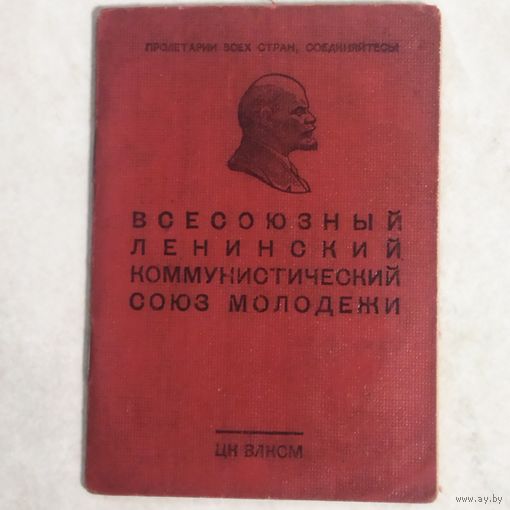 ПРОЛЕТАРИИ ВСЕХ СТРАН, СОЕДИНЯЙТЕСЬ!
ВСЕСОЮЗНЫЙ
ЛЕНИНСКИЙ
КОММУНИСТИЧЕСКИЙ
СОЮЗ МОЛОДЕЖИ
ЦК ВЛКСМ
www.ay.by